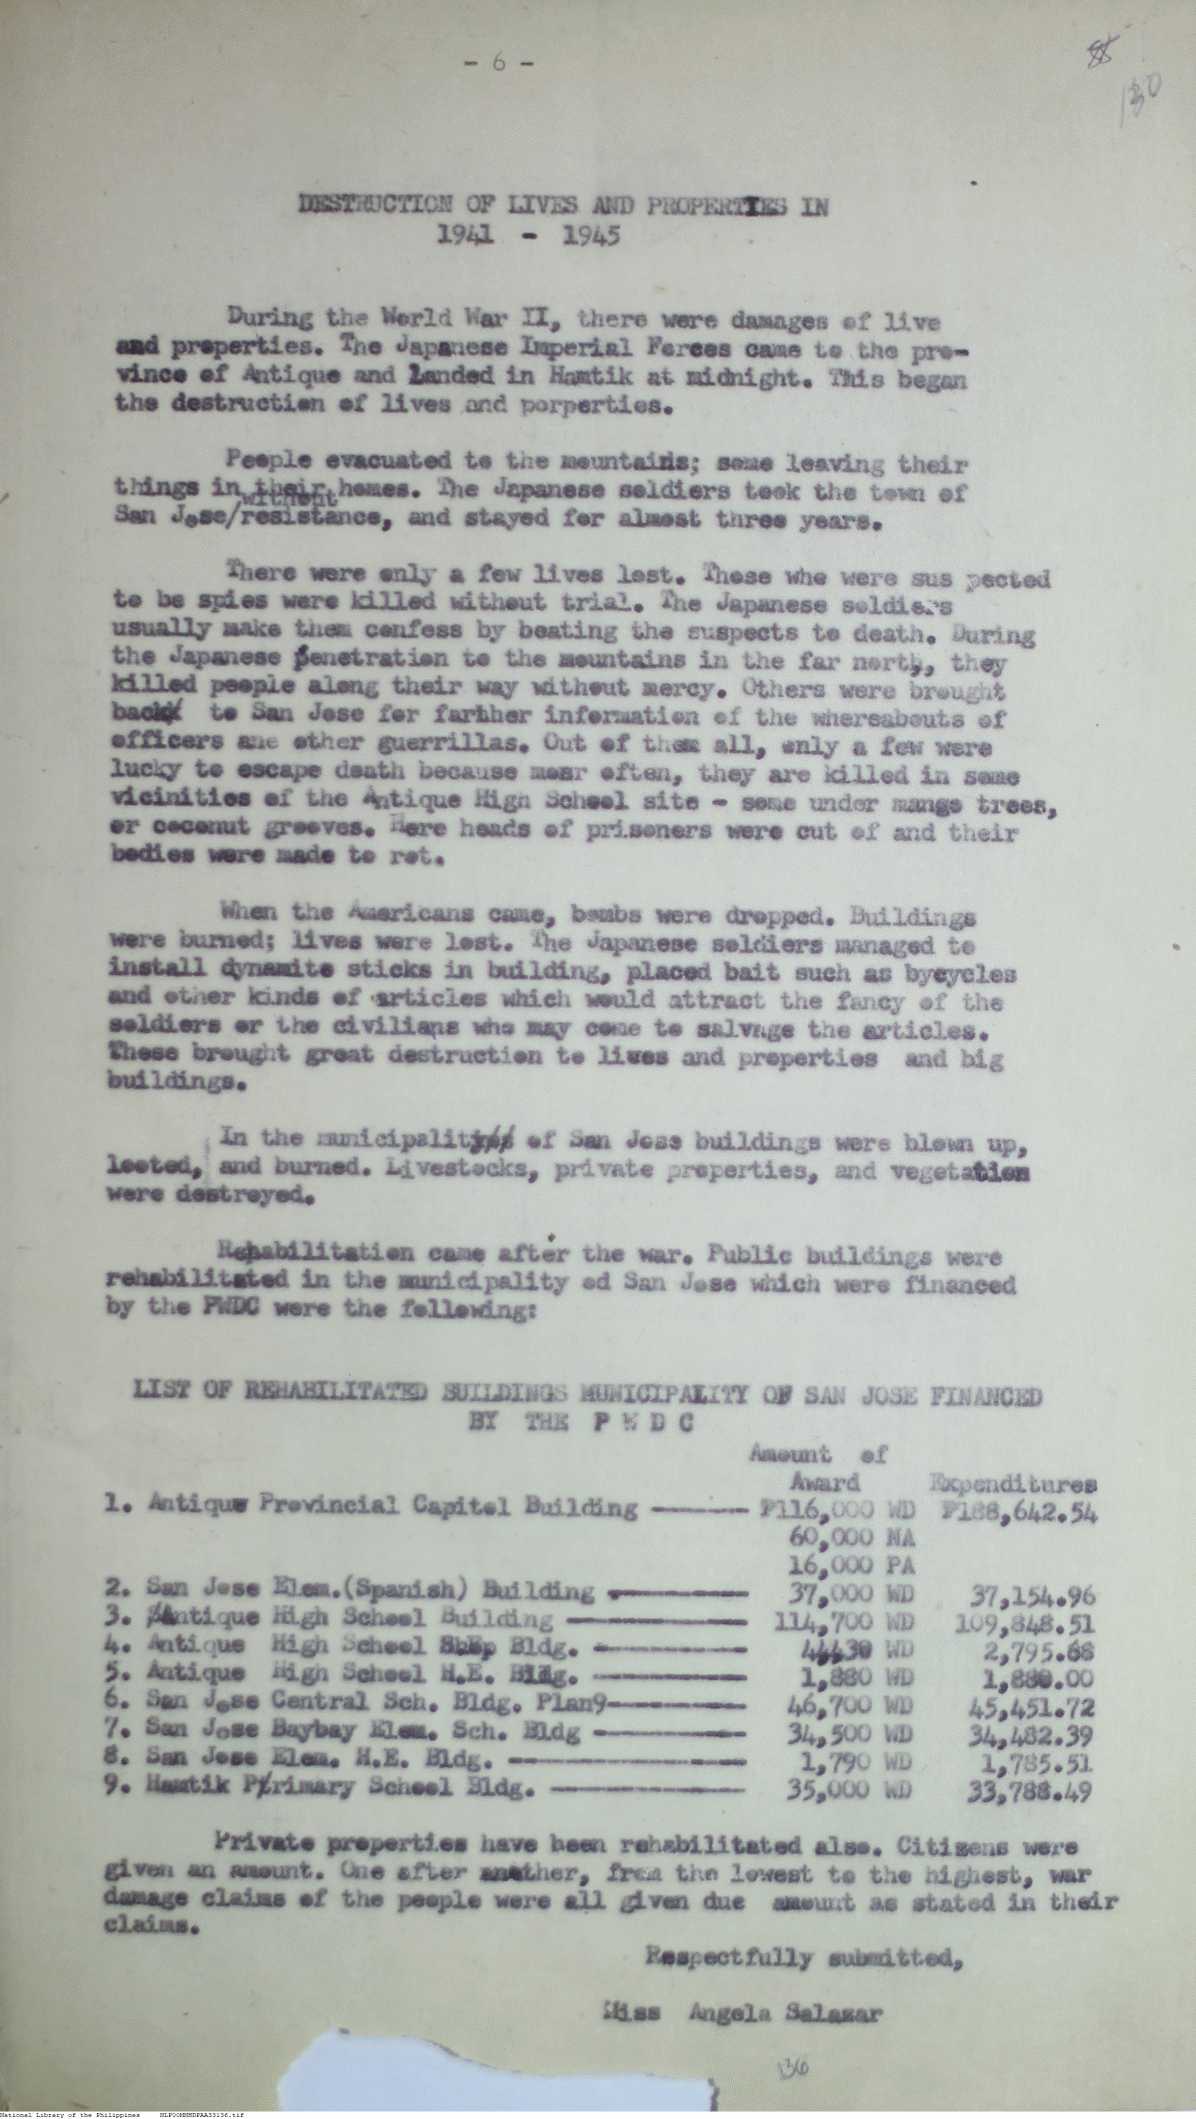 - 6 -
130
DESTRUCTION OF LIVES AND PROPERTIES IN
1941 - 1945
During the World War II, there were damages of live
and properties. The Japanese Imperial Forces came to the pro-
vince of Antique and Landed in Hamtik at midnight. This began
the destruction of lives and porperties.
People evacuated to the mountains; some leaving their
things in their homes. The Japanese soldiers took the town of
without
San Jose/resistance, and stayed for almost three years.
There were only a few lives lost. Those who were sus pected
to be spies were killed without trial. The Japanese soldiers
usually make them confess by beating the suspects to death. During
the Japanese penetration to the mountains in the far north, they
killed people along their way without mercy. Others were brought
back to San Jose for farther information of the whereabouts of
officers ane other guerrillas. Out of them all, only a few were
lucky to escape death because moar often, they are killed in some
vicinities of the Antique High School site - some under mango trees,
or coconut grooves. Here heads of prisoners were cut of and their
bodies were made to rot.
When the Americans came, bombs were dropped. Buildings
were burned; lives were lost. The Japanese soldiers managed to
install dynamite sticks in building, placed bait such as bycycles
and other kinds of articles which would attract the fancy of the
soldiers or the civilians who may come to salvage the articles.
These brought great destruction to lives and properties and big
buildings.
In the municipality of San Jose buildings were blown up,
looted, and burned. Livestocks, private properties, and vegetation
were destroyed.
Rehabilitation came after the war. Public buildings were
rehabilitated in the municipality od San Jose which were financed
by the PWDC were the following:
LIST OF REHABILITATED BUILDINGS MUNICIPALITY OF SAN JOSE FINANCED
BY THE P W D C
Amount of
Award Expenditures
1. Antique Provincial Capitol Building ——— ₱116,000 WD ₱188,642.54
60,000 NA
16,000 PA
2. San Jose Elem.(Spanish) Building ——— 37,000 WD 37,154.96
3. Antique High School Building ——— 114,700 WD 109,848.51
4. Antique High School Shop Bldg. ——— WD 2,795.68
5. Antique High School H.E. Bldg. ——— 1,880 WD 1,880.00
6. San Jose Central Sch. Bldg. Plan9——— 46,700 WD 45,451.72
7. San Jose Baybay Elem. Sch. Bldg ——— 34,500 WD 34,482.39
8. San Jose Elem. H.E. Bldg. ——— 1,790 WD 1,785.51
9. Hamtik Primary School Bldg. ——— 35,000 WD 33,788.49
Private properties have been rehabilitated also. Citizens were
given an amount. One after another, from the lowest to the highest, war
damage claims of the people were all given due amount as stated in their
claims.
Respectfully submitted,
Miss Angela Salazar
136
National Library of the Philippines NLP00MNMDPAA33136.tif